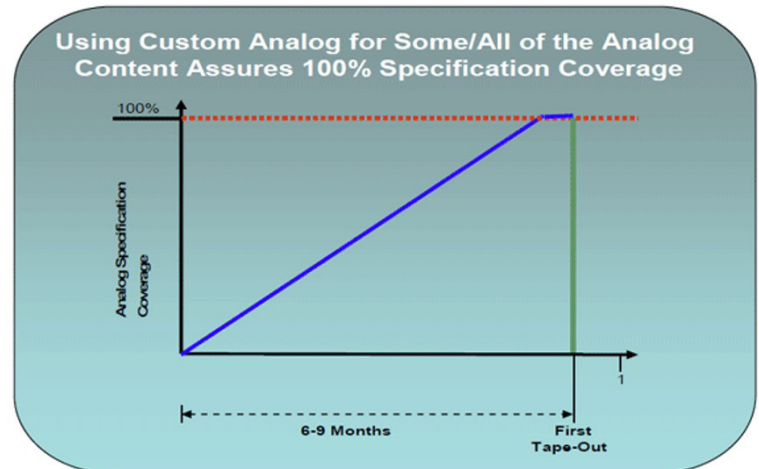 Using Custom Analog for Some/All of the Analog
Content Assures 100% Specification Coverage
100%
Analog Specification
Coverage
1
6-9 Months
First
Tape-Out